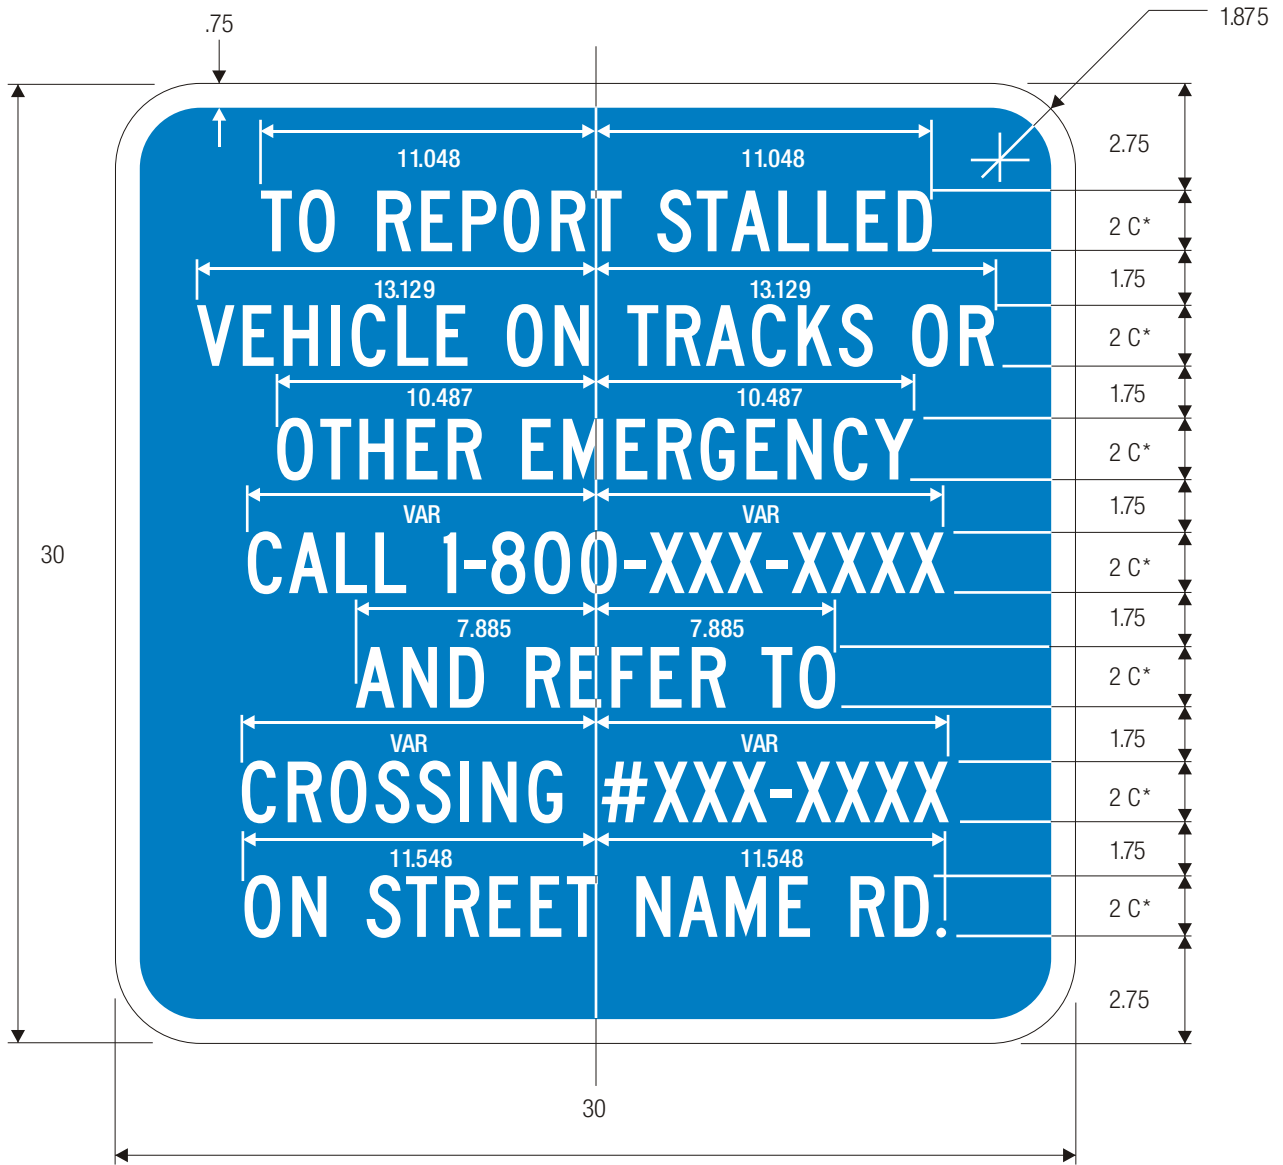 .75
1.875
11.048 11.048
2.75
TO REPORT STALLED
2 C*
13.129 13.129
1.75
VEHICLE ON TRACKS OR
2 C*
10.487 10.487
1.75
OTHER EMERGENCY
2 C*
VAR VAR
1.75
CALL 1-800-XXX-XXXX
2 C*
30
7.885 7.885
1.75
AND REFER TO
2 C*
VAR VAR
1.75
CROSSING #XXX-XXXX
2 C*
11.548 11.548
1.75
ON STREET NAME RD.
2 C*
2.75
30